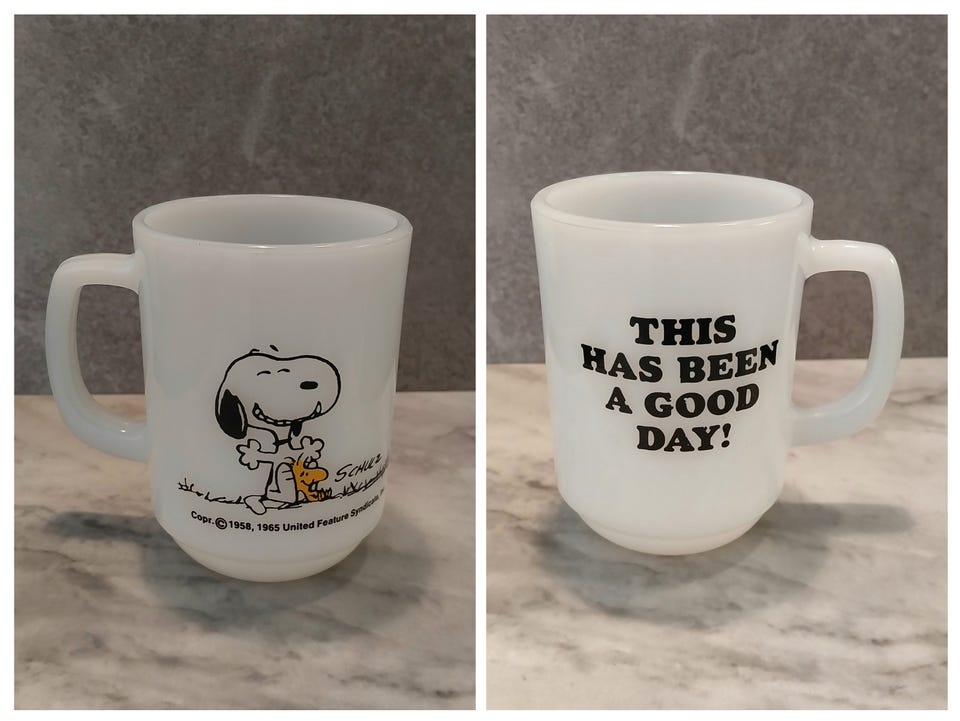 SCHULZ
Copr. © 1958, 1965 United Feature Syndicate,
THIS
HAS BEEN
A GOOD
DAY!